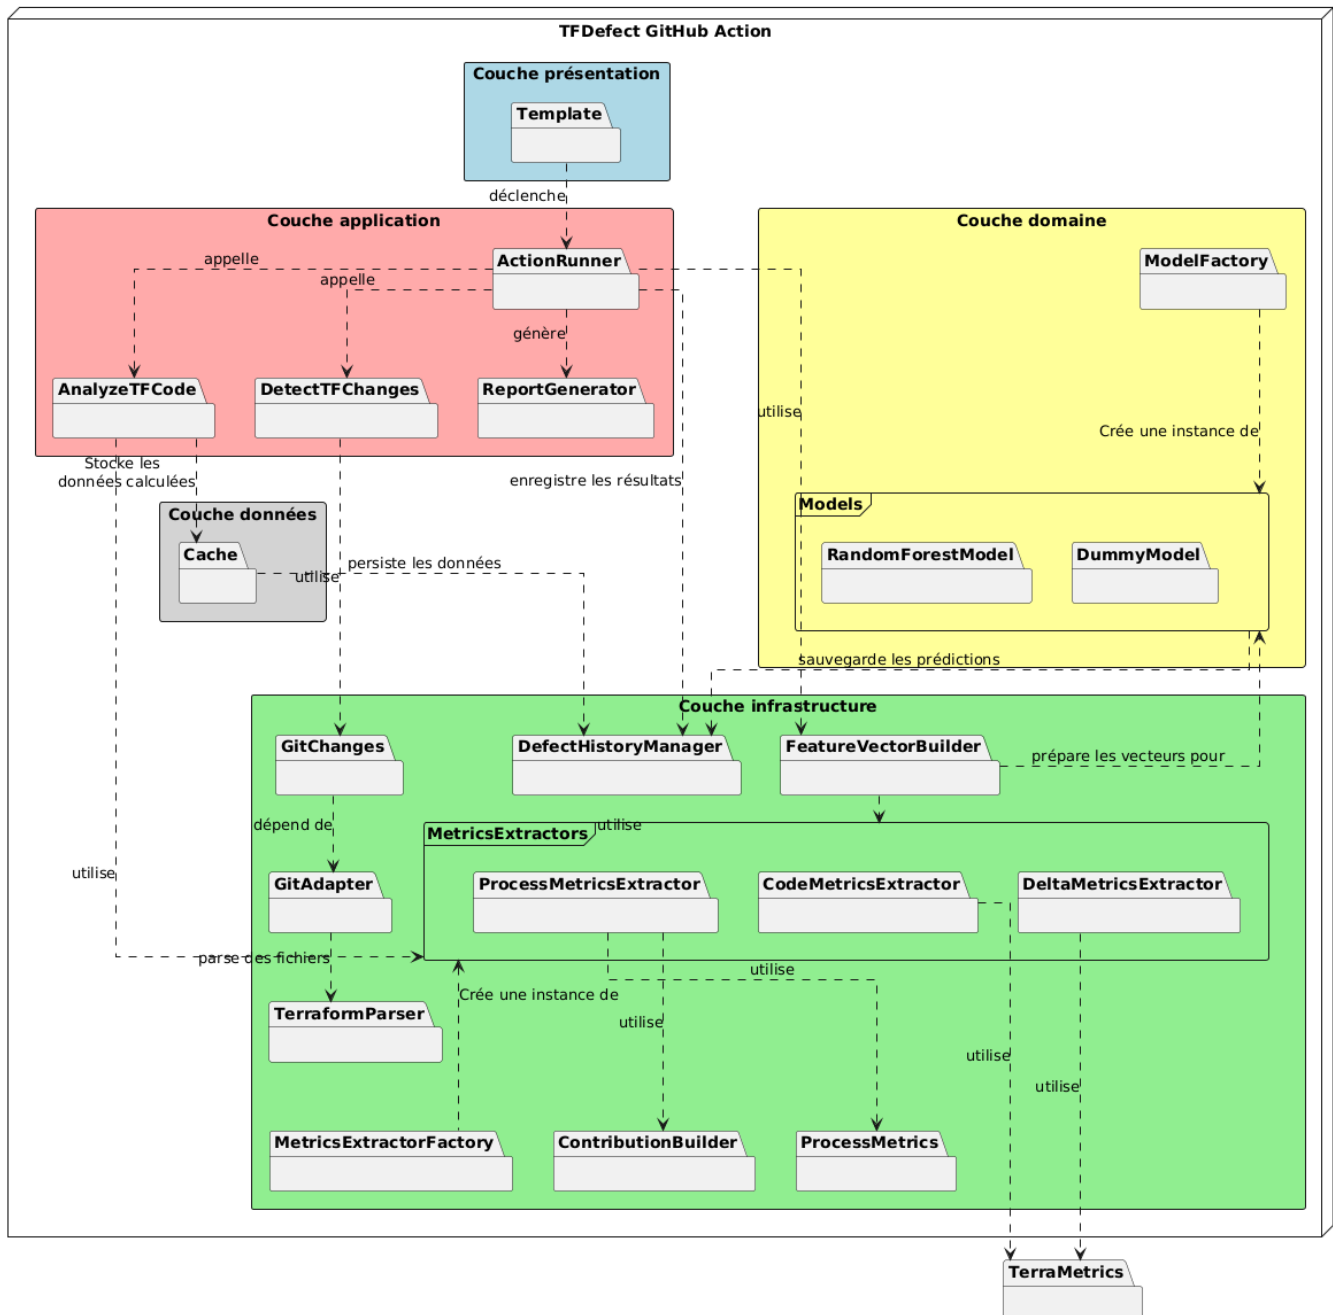 TFDefect GitHub Action
Couche présentation
Template
déclenche
Couche application
Couche domaine
ActionRunner
ModelFactory
appelle
appelle
génère
AnalyzeTFCode
DetectTFChanges
ReportGenerator
utilise
Crée une instance de
Stocke les
données calculées
enregistre les résultats
Couche données
Models
Cache
RandomForestModel
DummyModel
persiste les données
utilise
sauvegarde les prédictions
Couche infrastructure
GitChanges
DefectHistoryManager
FeatureVectorBuilder
prépare les vecteurs pour
dépend de
utilise
MetricsExtractors
utilise
GitAdapter
ProcessMetricsExtractor
CodeMetricsExtractor
DeltaMetricsExtractor
parse des fichiers
utilise
Crée une instance de
TerraformParser
utilise
utilise
utilise
MetricsExtractorFactory
ContributionBuilder
ProcessMetrics
TerraMetrics